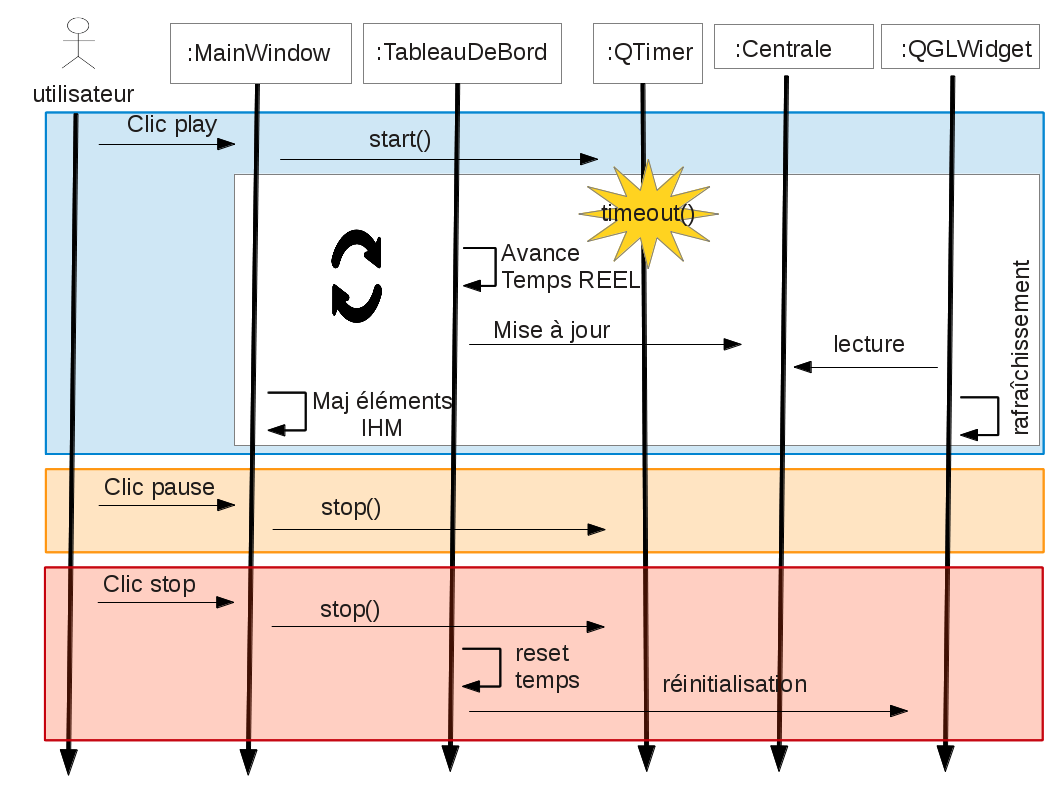 utilisateur
:MainWindow
:TableauDeBord
:QTimer
:Centrale
:QGLWidget
Clic play
start()
timeout()
Avance
Temps REEL
Mise à jour
lecture
rafraîchissement
Maj éléments
IHM
Clic pause
stop()
Clic stop
stop()
reset
temps
réinitialisation